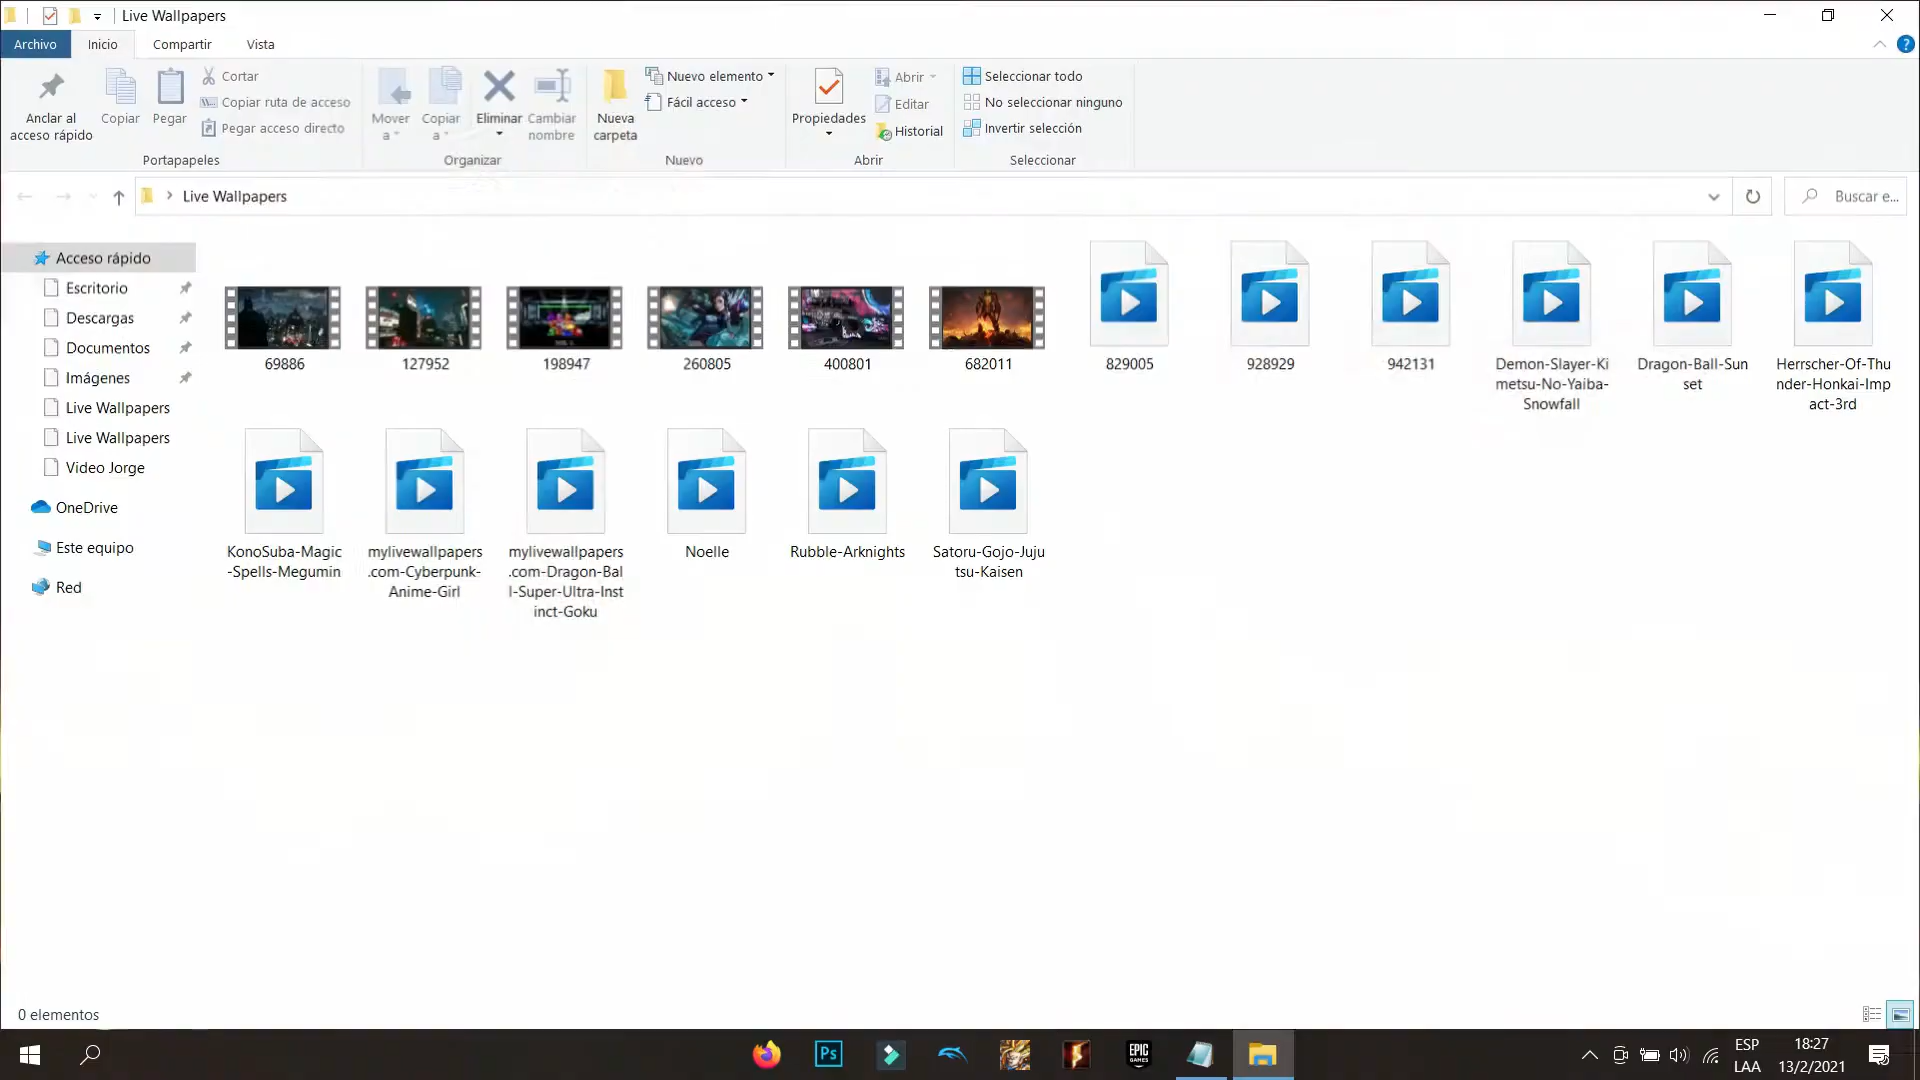 Live Wallpapers
Archivo
Inicio
Compartir
Vista
Anclar al
acceso rápido
Copiar
Pegar
Cortar
Copiar ruta de acceso
Pegar acceso directo
Portapapeles
Mover
a
Copiar
a
Eliminar
Cambiar
nombre
Organizar
Nueva
carpeta
Nuevo elemento
Fácil acceso
Nuevo
Propiedades
Abrir
Editar
Historial
Abrir
Seleccionar todo
No seleccionar ninguno
Invertir selección
Seleccionar
Live Wallpapers
Buscar e...
Acceso rápido
Escritorio
Descargas
Documentos
Imágenes
Live Wallpapers
Live Wallpapers
Video Jorge
OneDrive
Este equipo
Red
69886
127952
198947
260805
400801
682011
829005
928929
942131
Demon-Slayer-Ki
metsu-No-Yaiba-
Snowfall
Dragon-Ball-Sun
set
Herrscher-Of-Thu
nder-Honkai-Imp
act-3rd
KonoSuba-Magic
-Spells-Megumin
mylivewallpapers
.com-Cyberpunk-
Anime-Girl
mylivewallpapers
.com-Dragon-Bal
l-Super-Ultra-Inst
inct-Goku
Noelle
Rubble-Arknights
Satoru-Gojo-Juju
tsu-Kaisen
0 elementos
Ps
EPIC
GAMES
ESP
LAA
18:27
13/2/2021